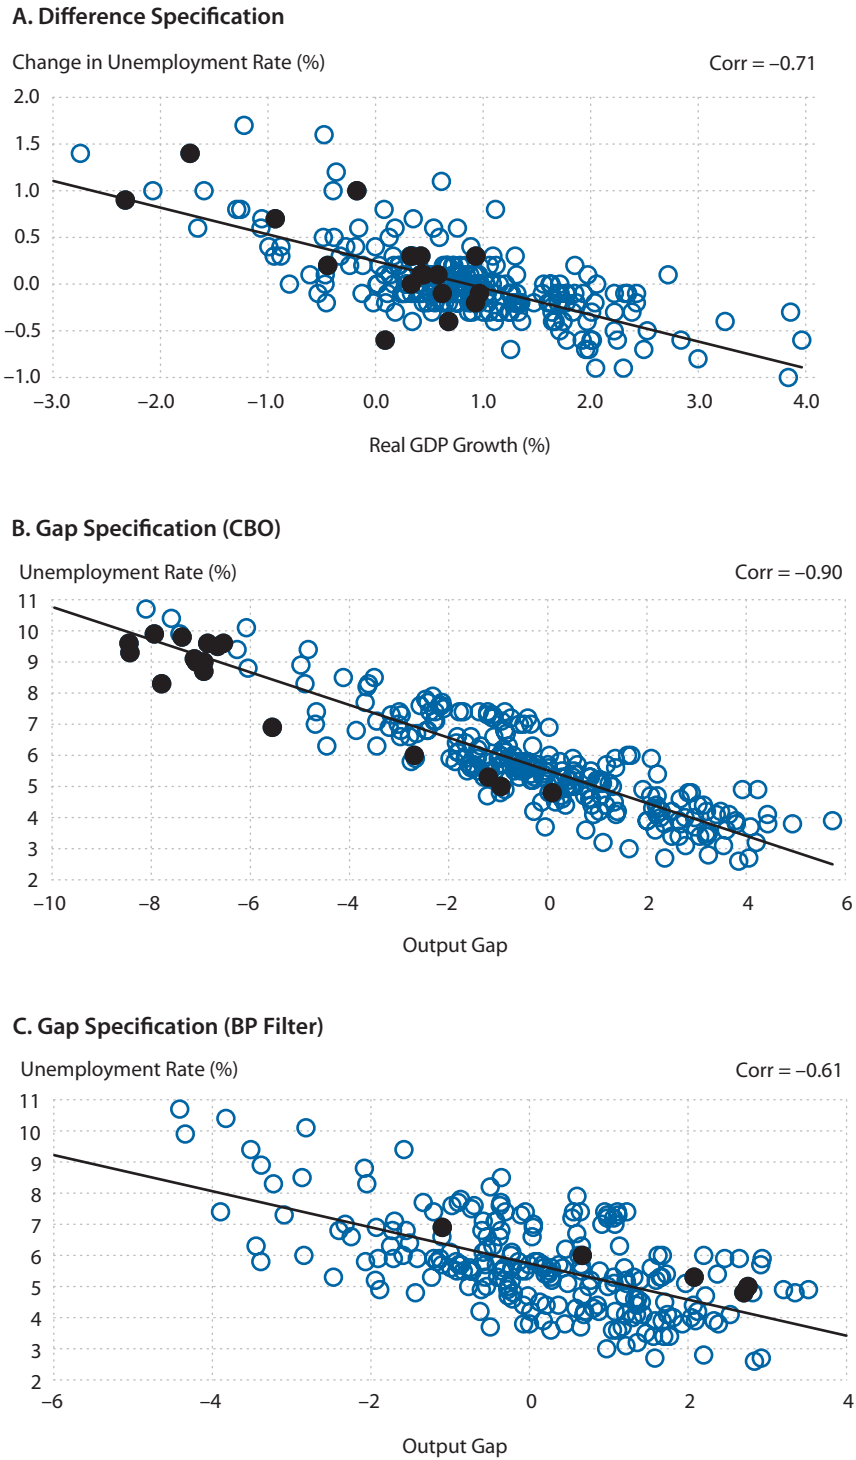 A. Difference Specification
Change in Unemployment Rate (%) Corr = –0.71
2.0
1.5
1.0
0.5
0.0
–0.5
–1.0
–3.0 –2.0 –1.0 0.0 1.0 2.0 3.0 4.0
Real GDP Growth (%)
B. Gap Specification (CBO)
Unemployment Rate (%) Corr = –0.90
11
10
9
8
7
6
5
4
3
2
–10 –8 –6 –4 –2 0 2 4 6
Output Gap
C. Gap Specification (BP Filter)
Unemployment Rate (%) Corr = –0.61
11
10
9
8
7
6
5
4
3
2
–6 –4 –2 0 2 4
Output Gap